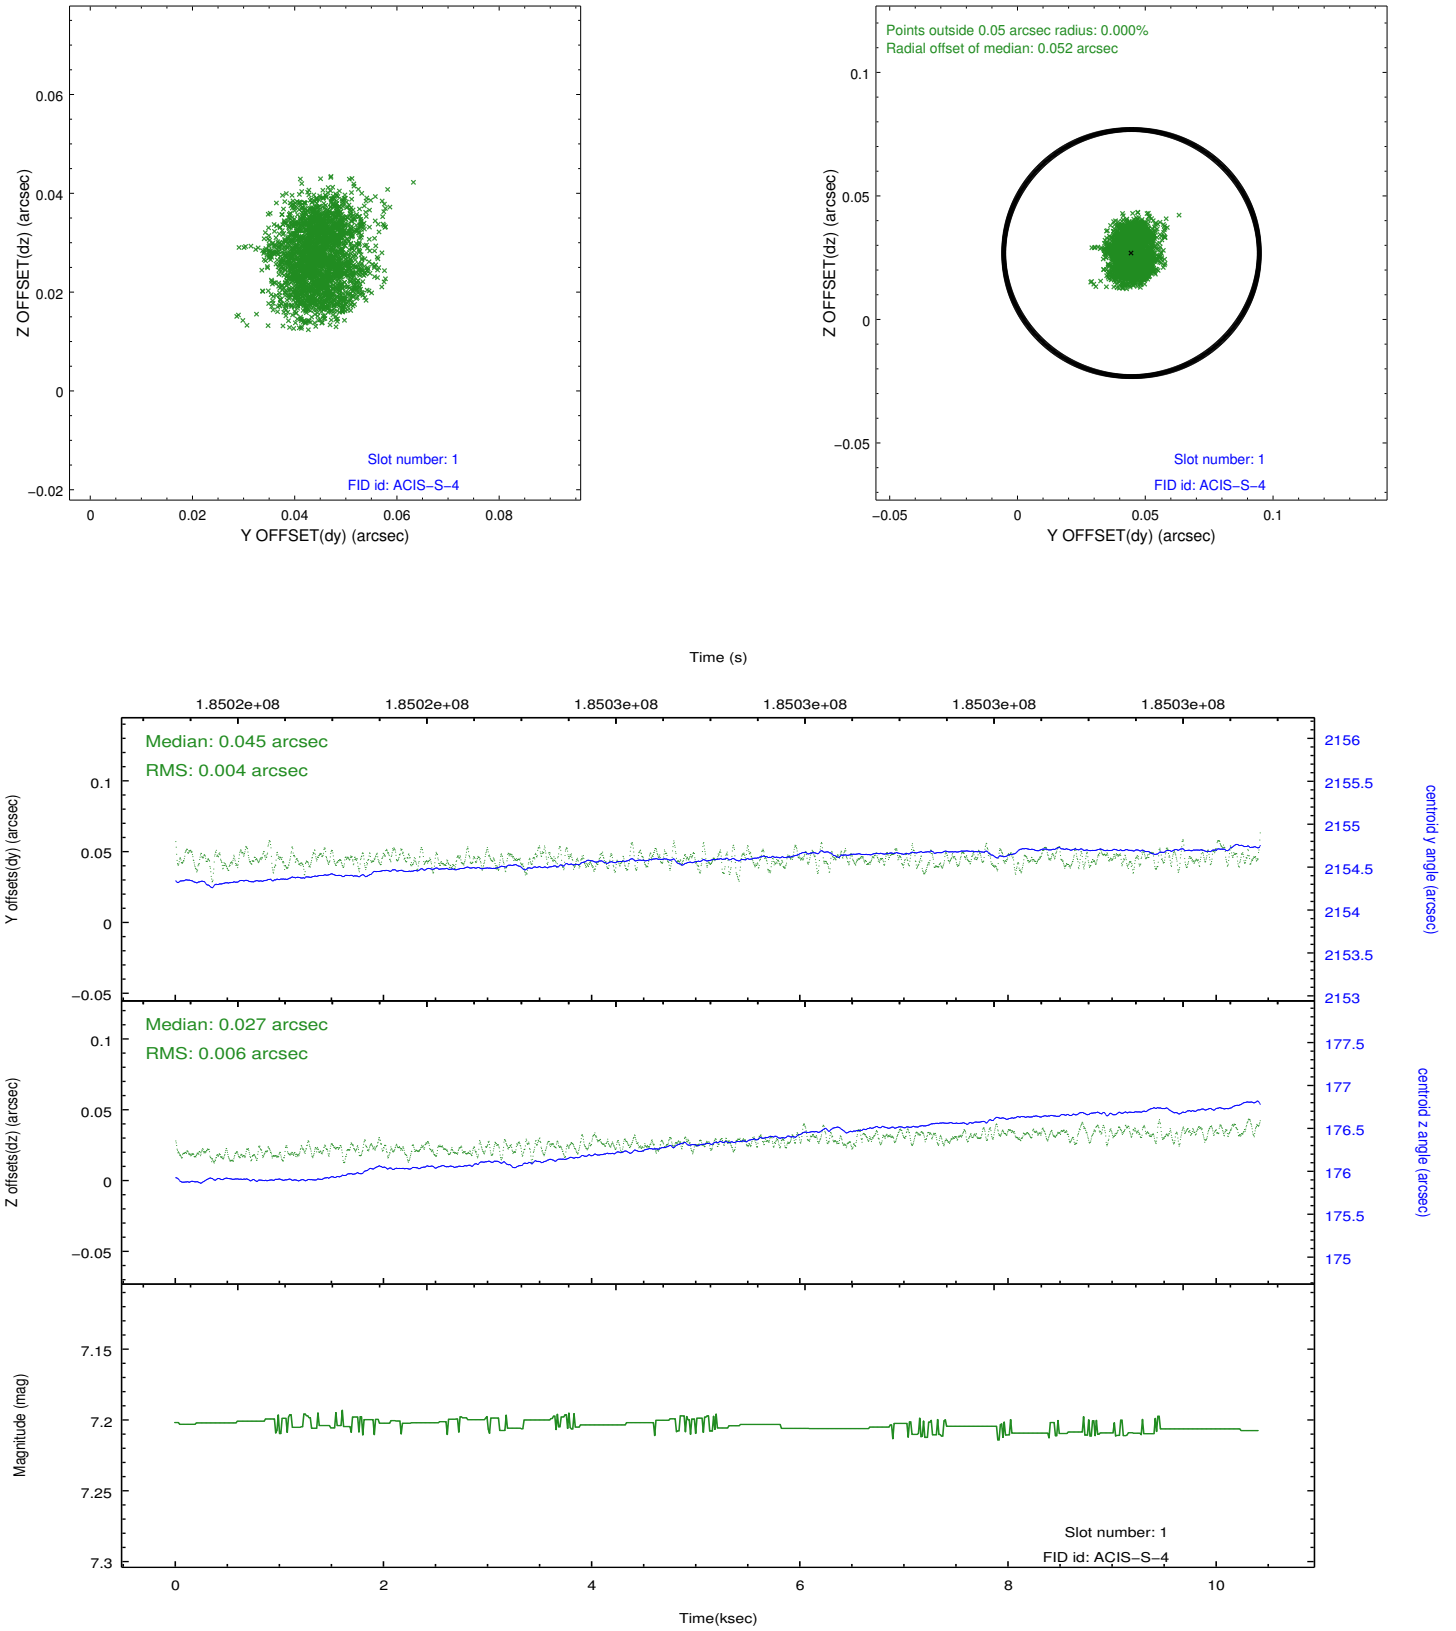 0.06
0.04
0.02
0
−0.02
Z OFFSET(dz) (arcsec)
Slot number: 1
FID id: ACIS−S−4
0
0.02
0.04
0.06
0.08
Y OFFSET(dy) (arcsec)
Points outside 0.05 arcsec radius: 0.000%
Radial offset of median: 0.052 arcsec
0.1
0.05
0
−0.05
Z OFFSET(dz) (arcsec)
Slot number: 1
FID id: ACIS−S−4
−0.05
0
0.05
0.1
Y OFFSET(dy) (arcsec)
Time (s)
1.8502e+08
1.8502e+08
1.8503e+08
1.8503e+08
1.8503e+08
1.8503e+08
Median: 0.045 arcsec
RMS: 0.004 arcsec
0.1
0.05
0
−0.05
Y offsets(dy) (arcsec)
2156
2155.5
2155
2154.5
2154
2153.5
2153
centroid y angle (arcsec)
Median: 0.027 arcsec
RMS: 0.006 arcsec
0.1
0.05
0
−0.05
Z offsets(dz) (arcsec)
177.5
177
176.5
176
175.5
175
centroid z angle (arcsec)
7.15
7.2
7.25
7.3
Magnitude (mag)
Slot number: 1
FID id: ACIS−S−4
0
2
4
6
8
10
Time(ksec)